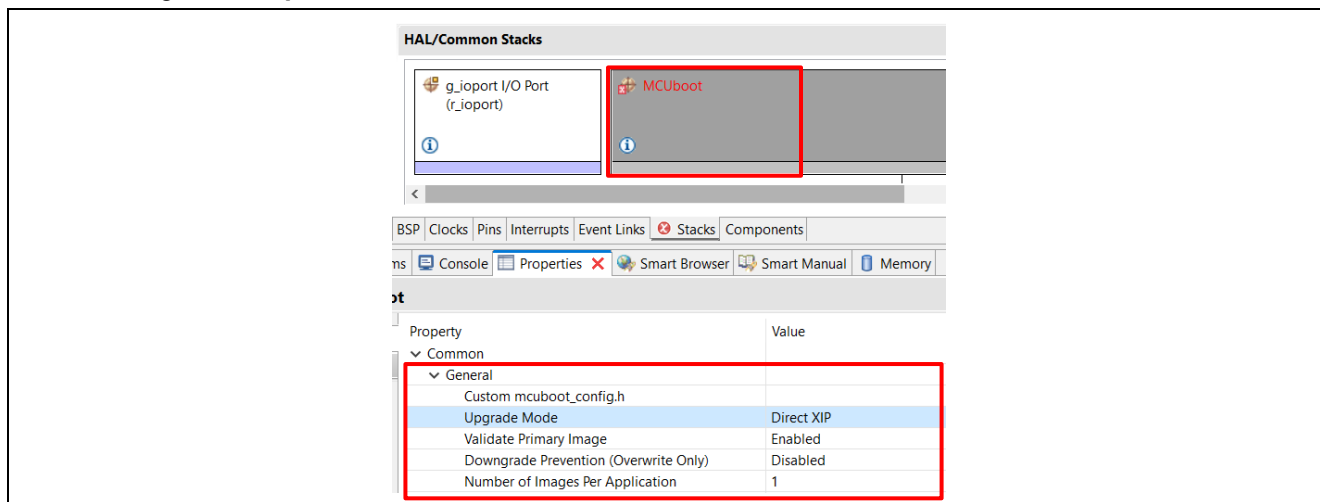 HAL/Common Stacks
g_ioport I/O Port
(r_ioport)
MCUboot
BSP Clocks Pins Interrupts Event Links Stacks Components
ms Console Properties Smart Browser Smart Manual Memory
ot
Property Value
Common
General
Custom mcuboot_config.h
Upgrade Mode Direct XIP
Validate Primary Image Enabled
Downgrade Prevention (Overwrite Only) Disabled
Number of Images Per Application 1